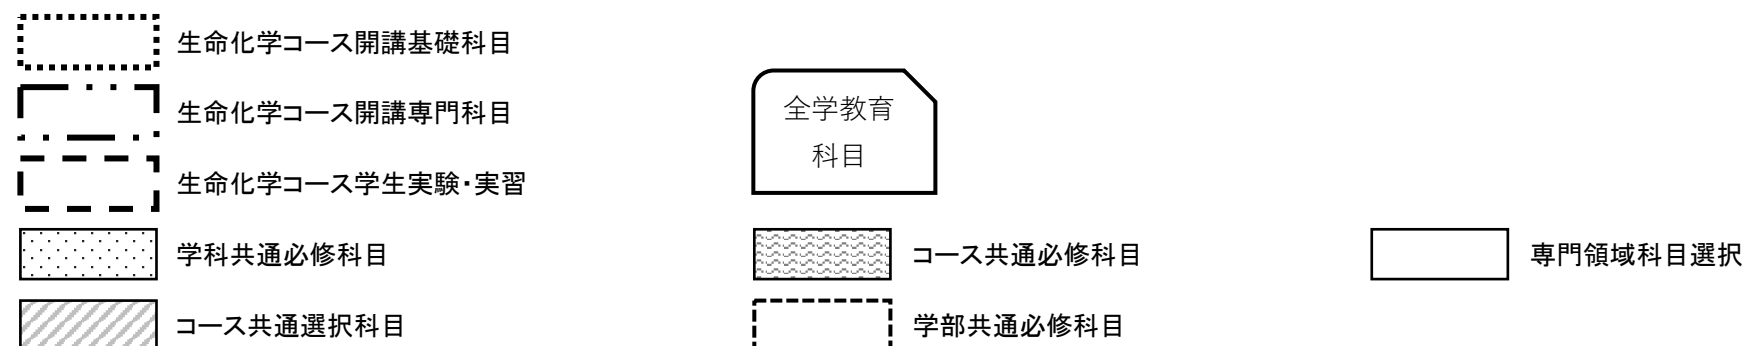 生命化学コース開講基礎科目
生命化学コース開講専門科目
全学教育
科目
生命化学コース学生実験・実習
学科共通必修科目
コース共通必修科目
専門領域科目選択
コース共通選択科目
学部共通必修科目